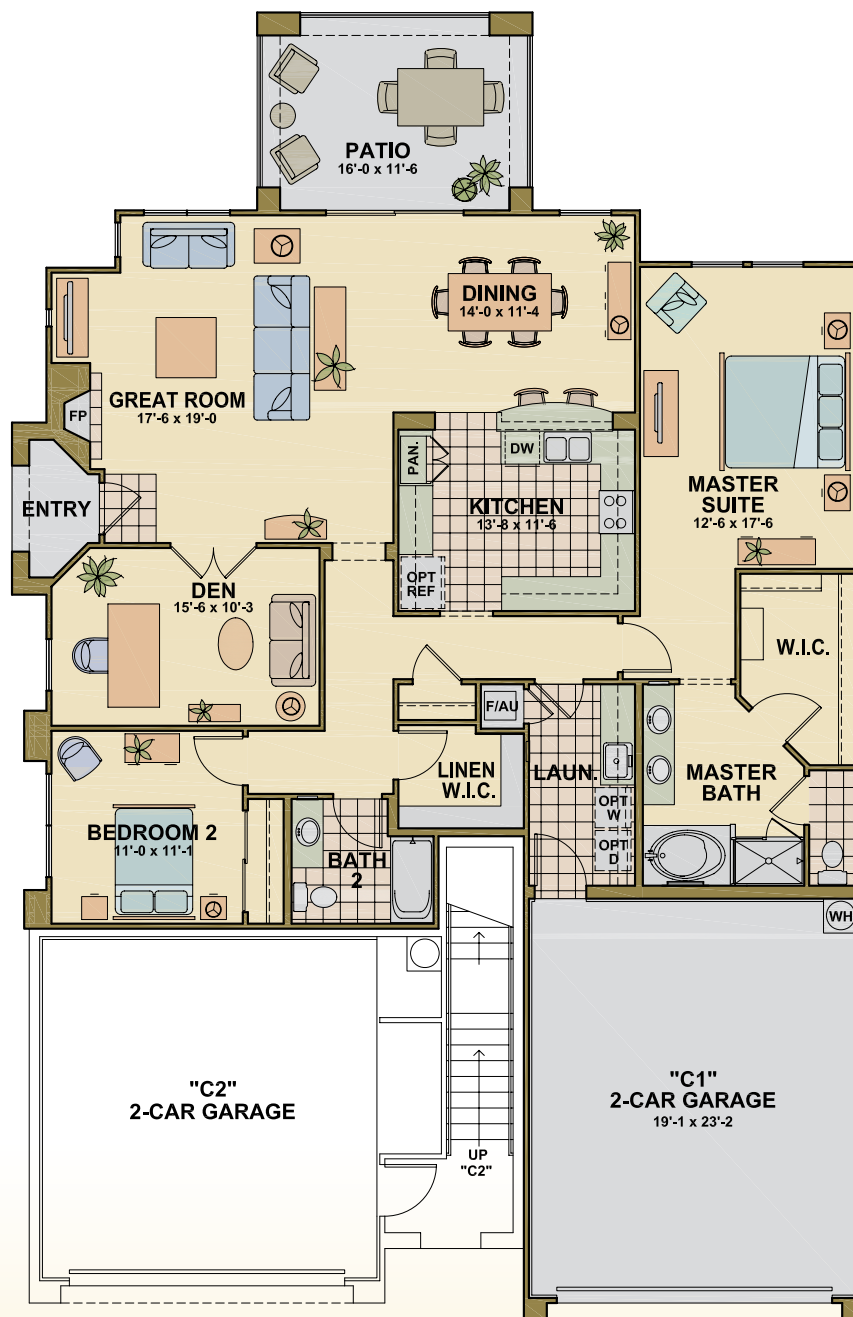 PATIO
16'-0 x 11'-6
DINING
14'-0 x 11'-4
GREAT ROOM
17'-6 x 19'-0
FP
PAN.
DW
ENTRY
KITCHEN
13'-8 x 11'-6
MASTER
SUITE
12'-6 x 17'-6
OPT
REF
DEN
15'-6 x 10'-3
W.I.C.
F/AU
LINEN
W.I.C.
LAUN.
MASTER
BATH
OPT
W
OPT
D
BEDROOM 2
11'-0 x 11'-1
BATH
2
WH
"C2"
2-CAR GARAGE
"C1"
2-CAR GARAGE
19'-1 x 23'-2
UP
"C2"